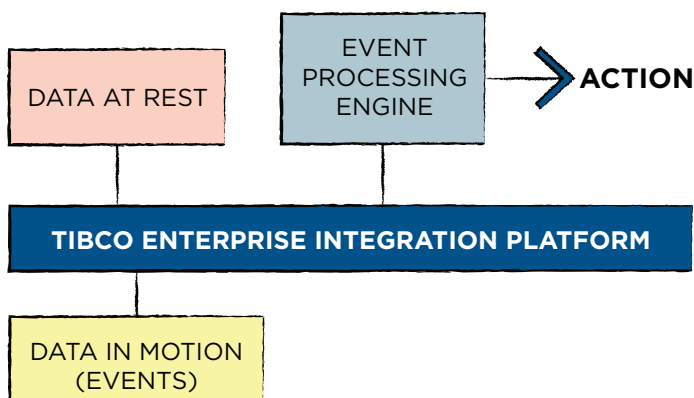 DATA AT REST
EVENT
PROCESSING
ENGINE
ACTION
TIBCO ENTERPRISE INTEGRATION PLATFORM
DATA IN MOTION
(EVENTS)